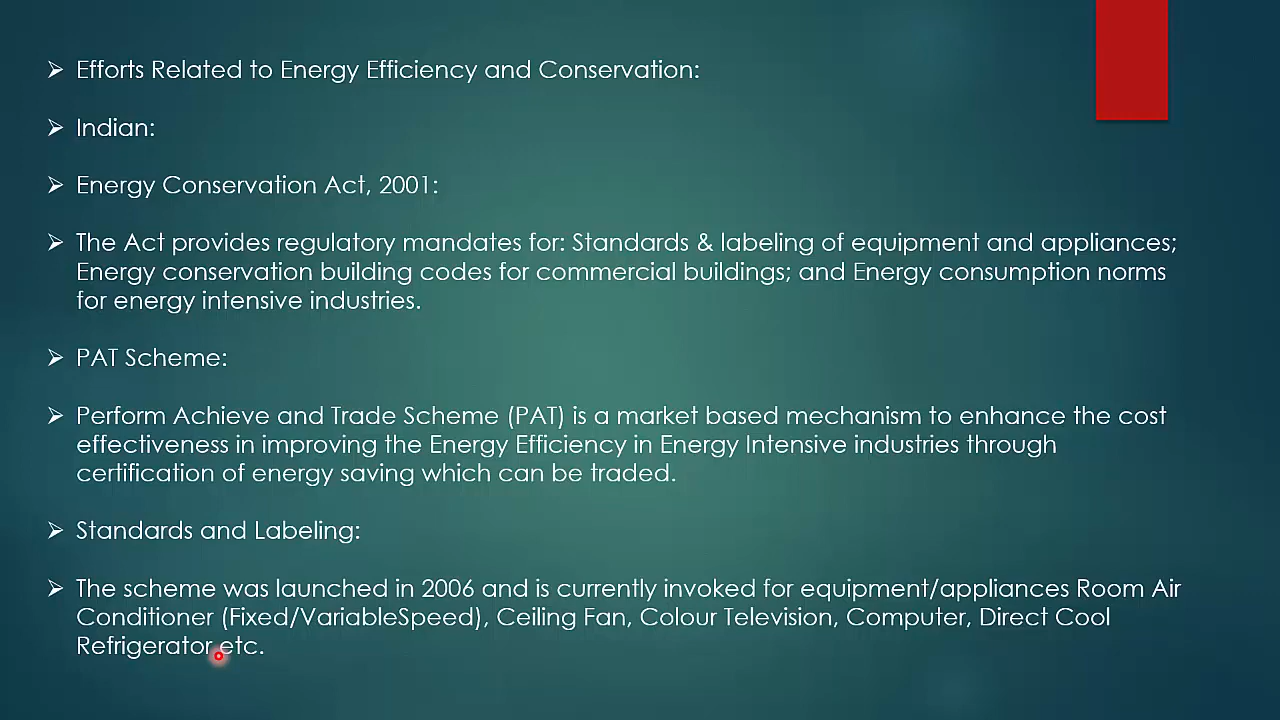 Efforts Related to Energy Efficiency and Conservation:
Indian:
Energy Conservation Act, 2001:
The Act provides regulatory mandates for: Standards & labeling of equipment and appliances;
Energy conservation building codes for commercial buildings; and Energy consumption norms
for energy intensive industries.
PAT Scheme:
Perform Achieve and Trade Scheme (PAT) is a market based mechanism to enhance the cost
effectiveness in improving the Energy Efficiency in Energy Intensive industries through
certification of energy saving which can be traded.
Standards and Labeling:
The scheme was launched in 2006 and is currently invoked for equipment/appliances Room Air
Conditioner (Fixed/VariableSpeed), Ceiling Fan, Colour Television, Computer, Direct Cool
Refrigerator etc.